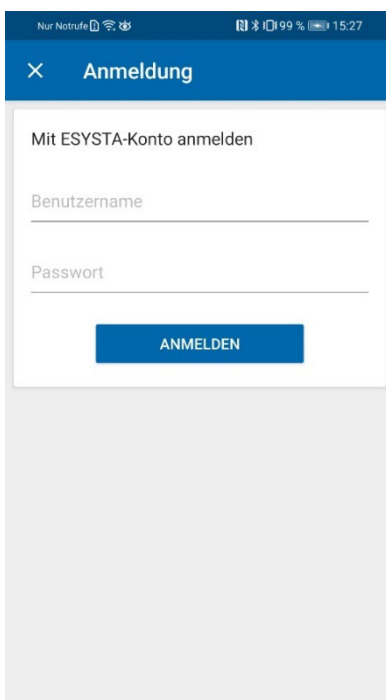 Nur Notrufe 99 % 15:27
Anmeldung
Mit ESYSTA-Konto anmelden
Benutzername
Passwort
ANMELDEN